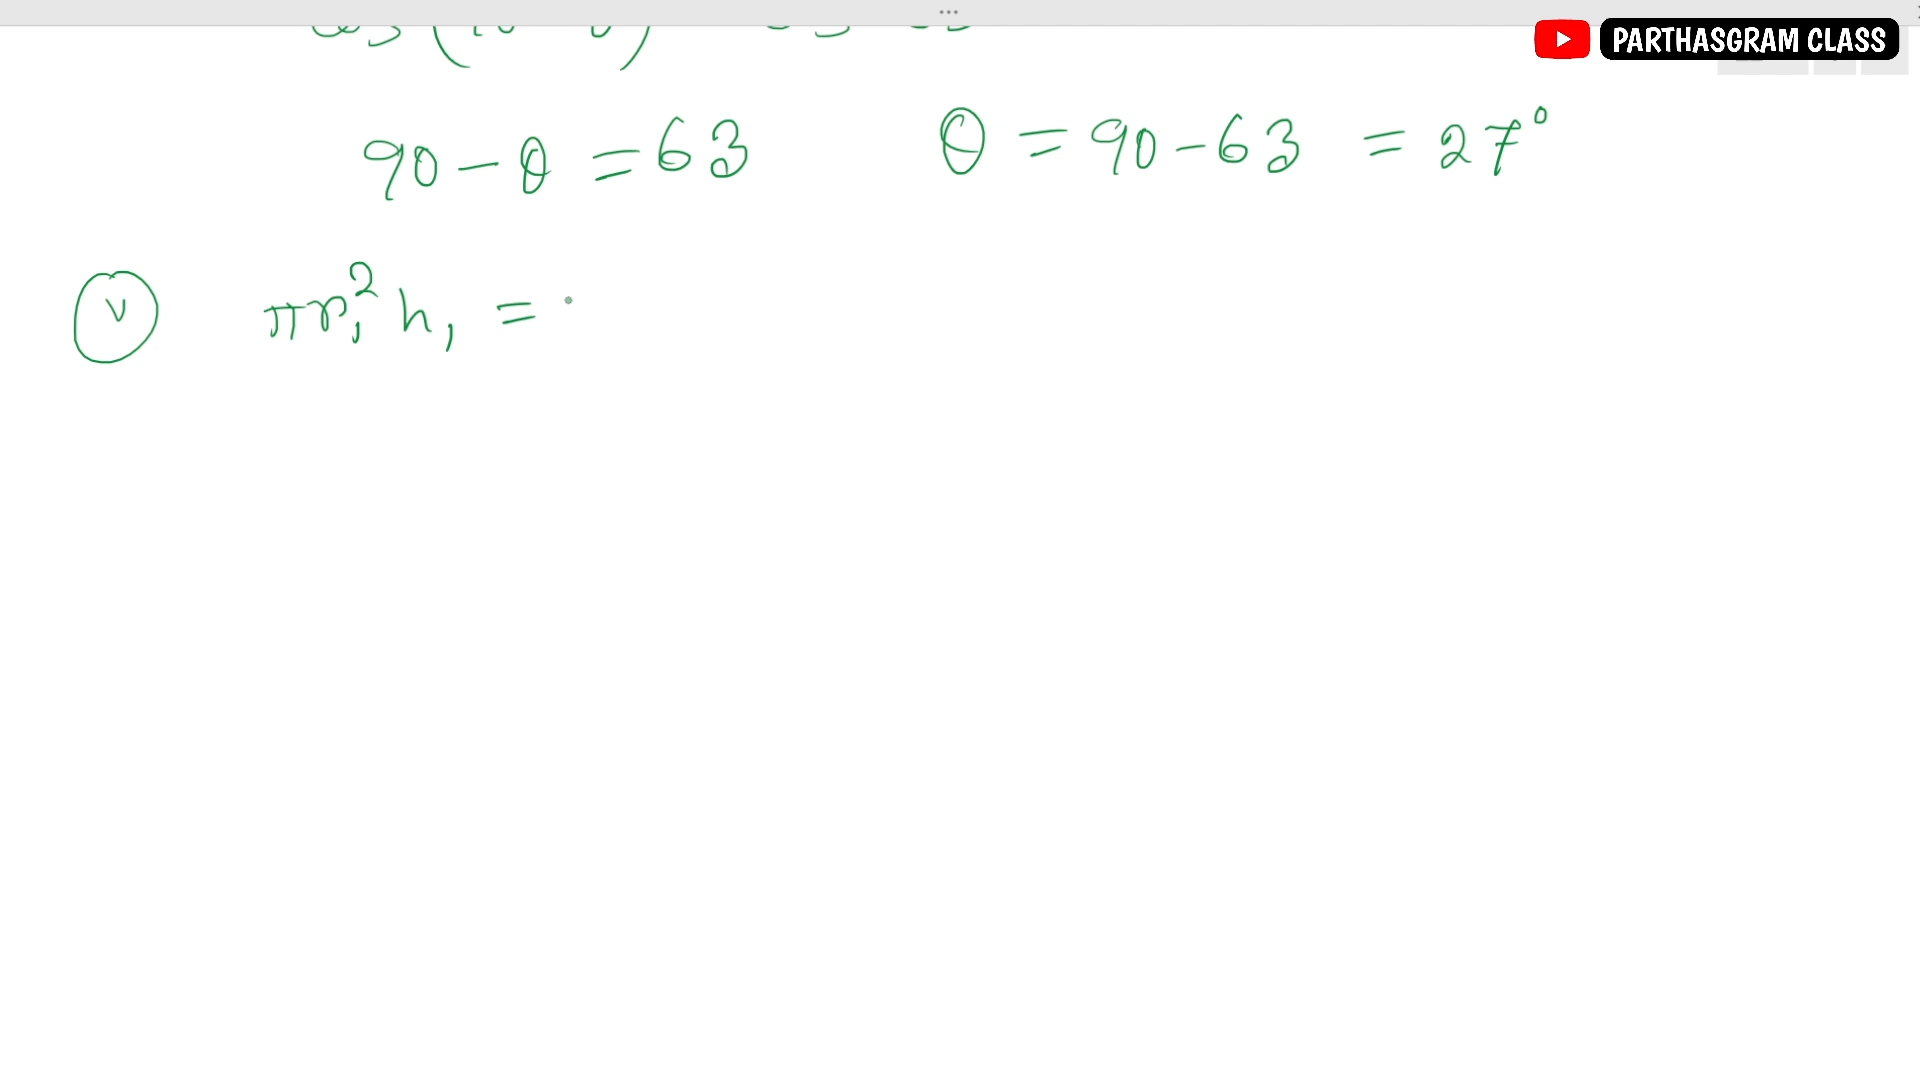 ...
PARTHASGRAM CLASS
90 - θ = 63    θ = 90 - 63 = 27°
(v) πr₁²h₁ =